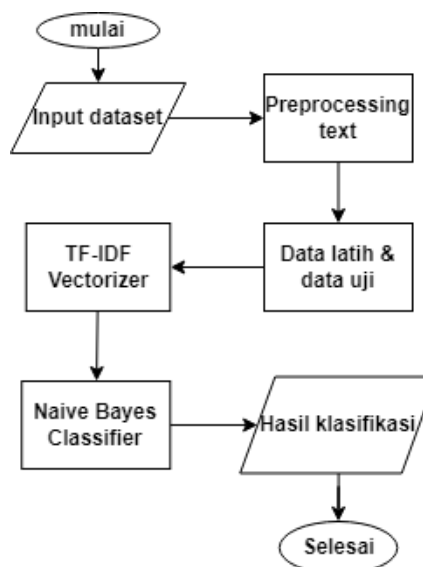 mulai
Input dataset
Preprocessing
text
Data latih &
data uji
TF-IDF
Vectorizer
Naive Bayes
Classifier
Hasil klasifikasi
Selesai